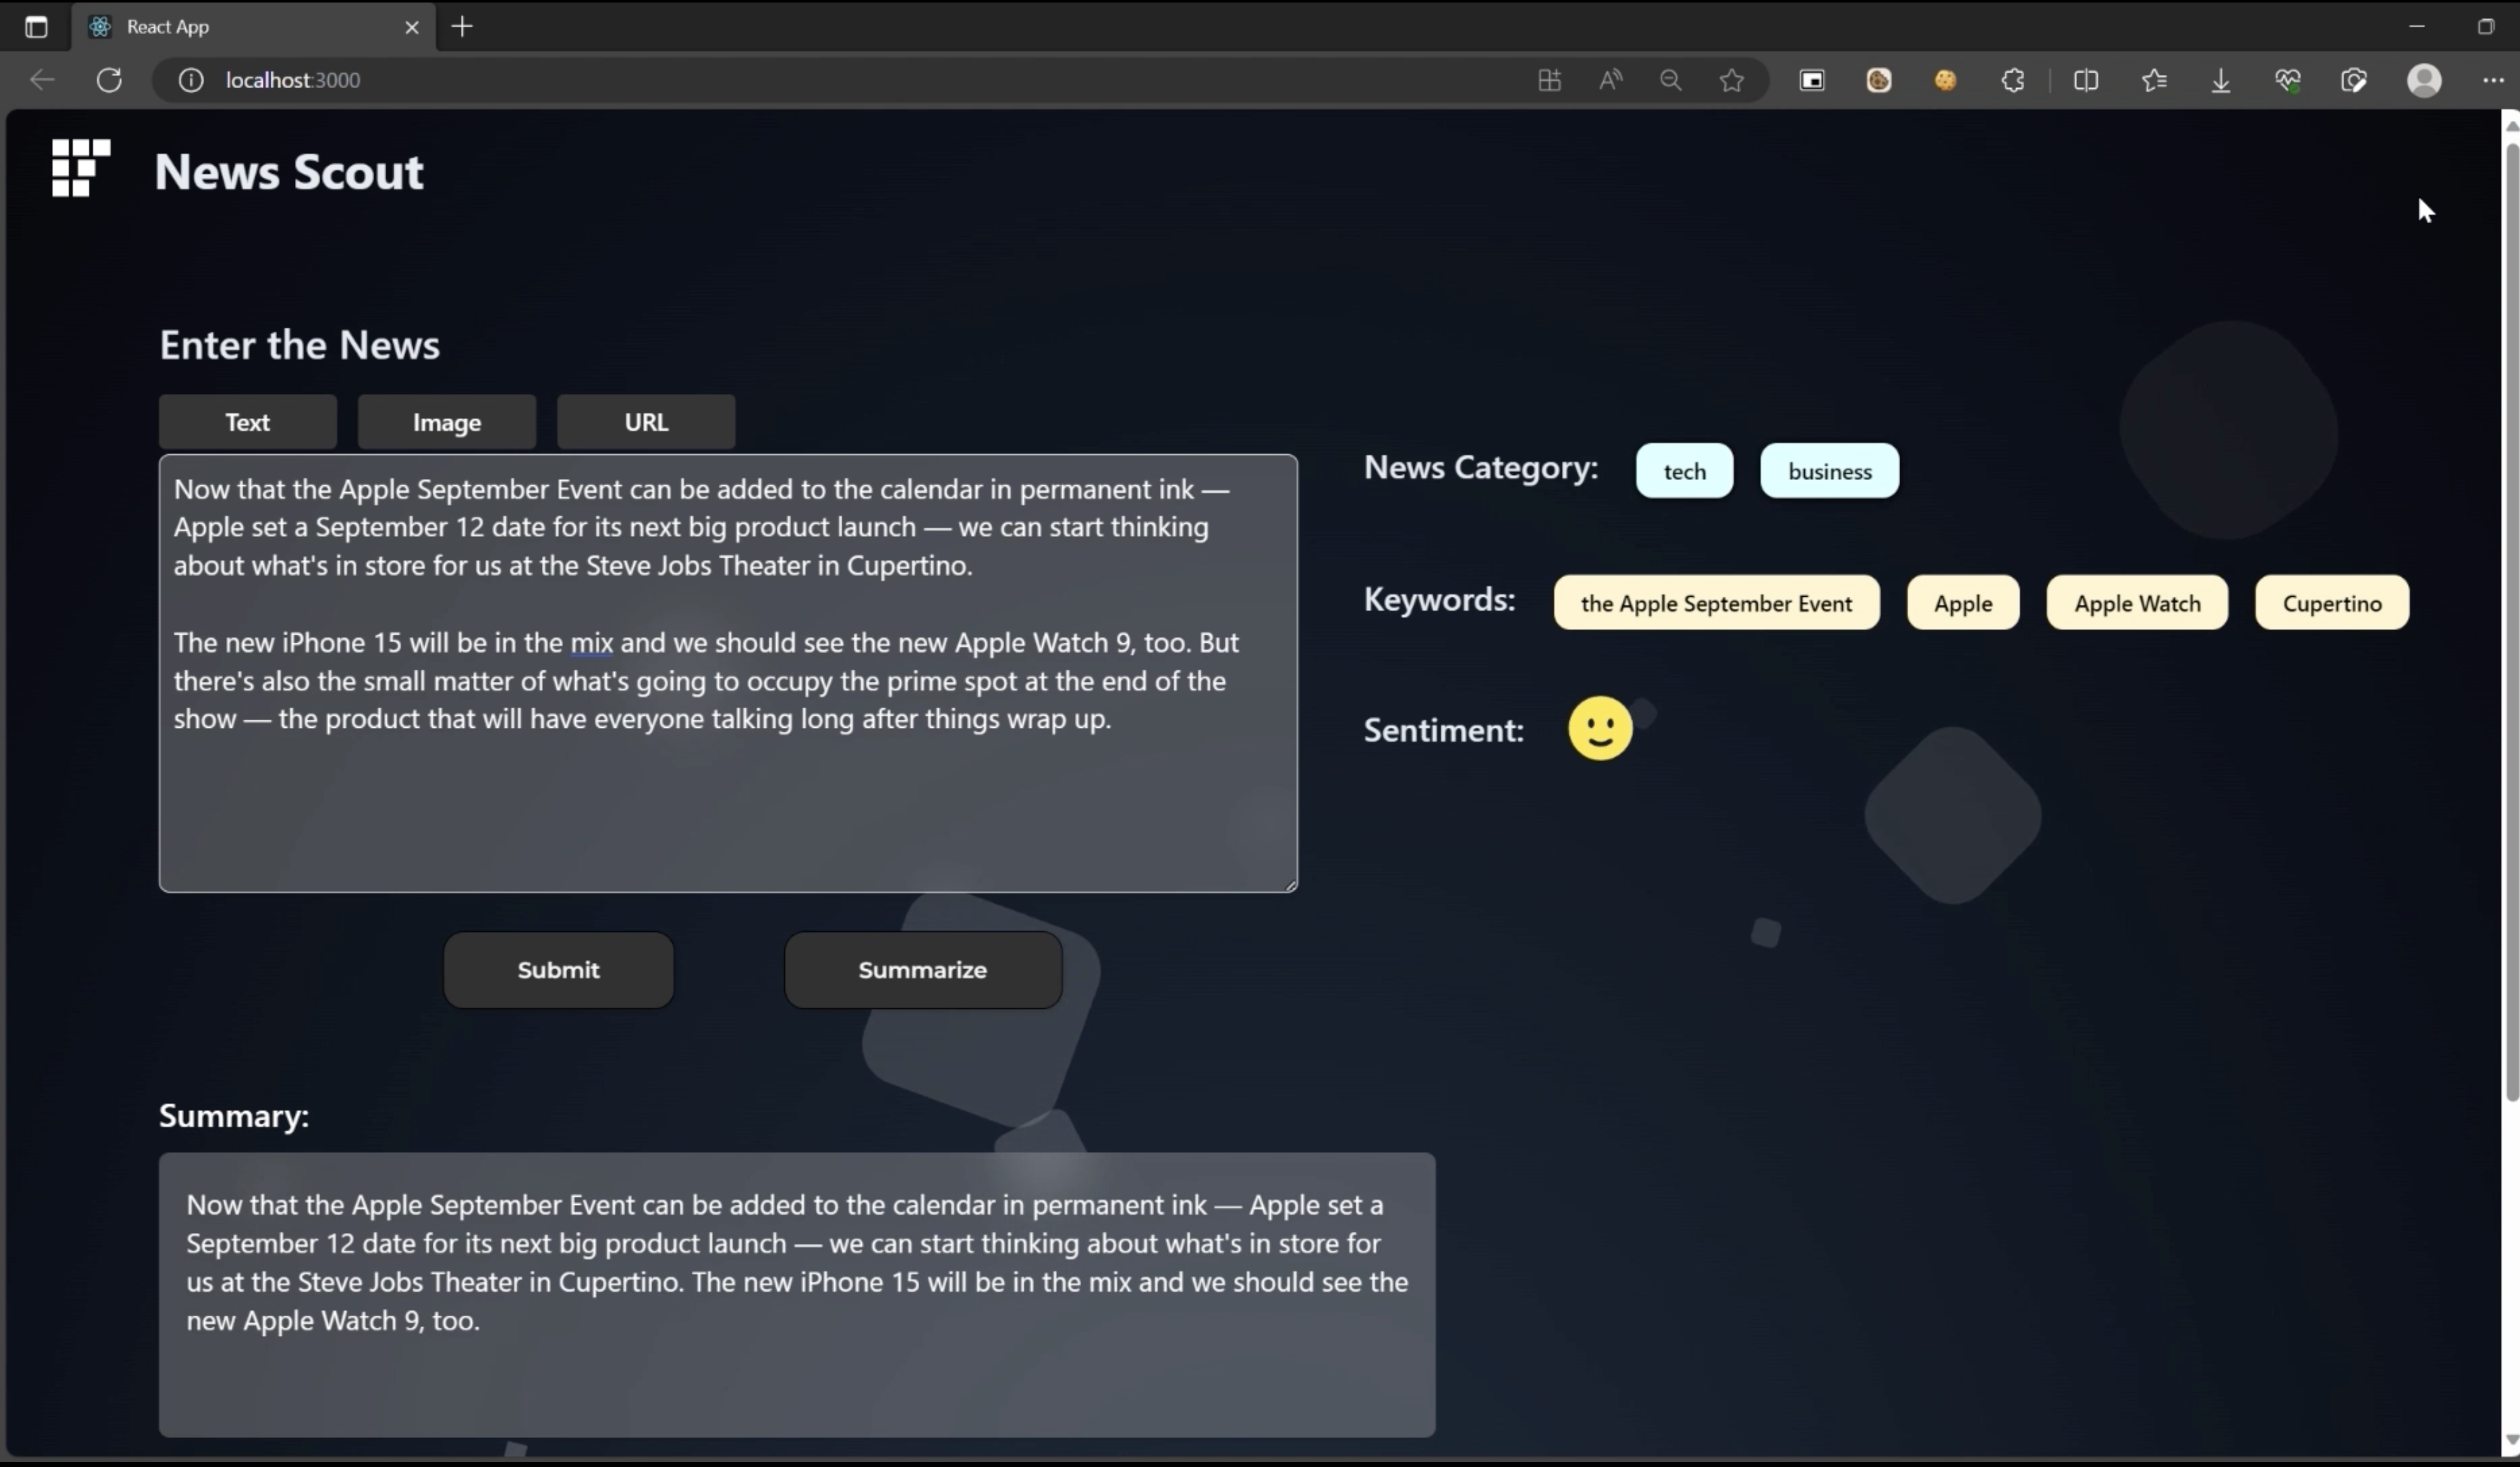 React App
localhost:3000
News Scout
Enter the News
Text
Image
URL
Now that the Apple September Event can be added to the calendar in permanent ink —
Apple set a September 12 date for its next big product launch — we can start thinking
about what's in store for us at the Steve Jobs Theater in Cupertino.
The new iPhone 15 will be in the mix and we should see the new Apple Watch 9, too. But
there's also the small matter of what's going to occupy the prime spot at the end of the
show — the product that will have everyone talking long after things wrap up.
Submit
Summarize
News Category:
tech
business
Keywords:
the Apple September Event
Apple
Apple Watch
Cupertino
Sentiment:
Summary:
Now that the Apple September Event can be added to the calendar in permanent ink — Apple set a
September 12 date for its next big product launch — we can start thinking about what's in store for
us at the Steve Jobs Theater in Cupertino. The new iPhone 15 will be in the mix and we should see the
new Apple Watch 9, too.